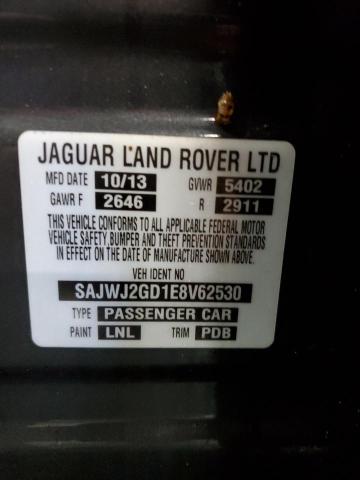 JAGUAR LAND ROVER LTD
MFD DATE 10/13 GVWR 5402
GAWR F 2646 R 2911
THIS VEHICLE CONFORMS TO ALL APPLICABLE FEDERAL MOTOR
VEHICLE SAFETY, BUMPER AND THEFT PREVENTION STANDARDS
IN EFFECT ON THE DATE OF MANUFACTURE SHOWN ABOVE.
VEH IDENT NO
SAJWJ2GD1E8V62530
TYPE PASSENGER CAR
PAINT LNL TRIM PDB